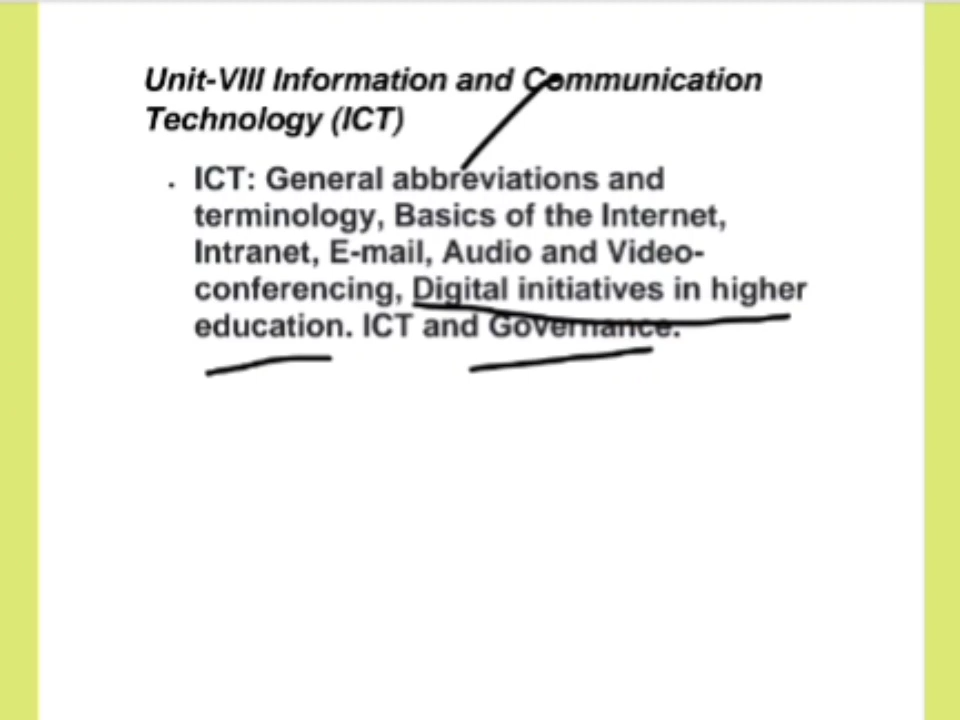 Unit-VIII Information and Communication
Technology (ICT)
. ICT: General abbreviations and
terminology, Basics of the Internet,
Intranet, E-mail, Audio and Video-
conferencing, Digital initiatives in higher
education. ICT and Governance.